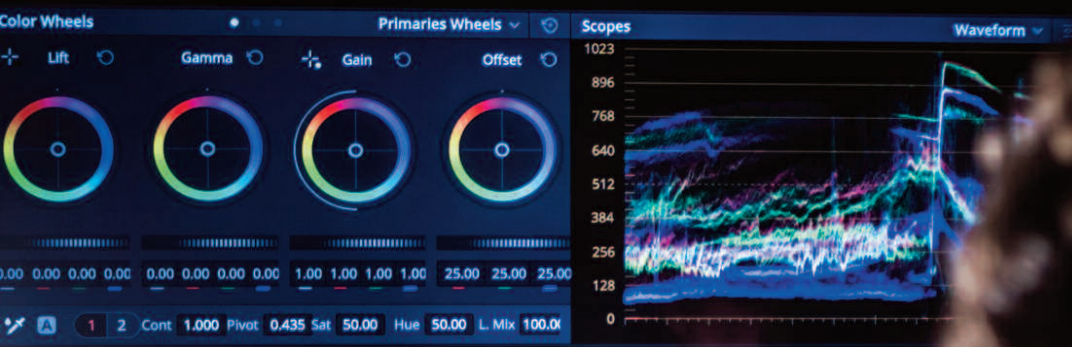 Color Wheels
Primaries Wheels
Lift
Gamma
Gain
Offset
0.00 0.00 0.00 0.00
0.00 0.00 0.00 0.00
1.00 1.00 1.00 1.00
25.00 25.00 25.00
A
1 2
Cont 1.000 Pivot 0.435 Sat 50.00 Hue 50.00 L. Mix 100.00
Scopes
Waveform
1023
896
768
640
512
384
256
128
0